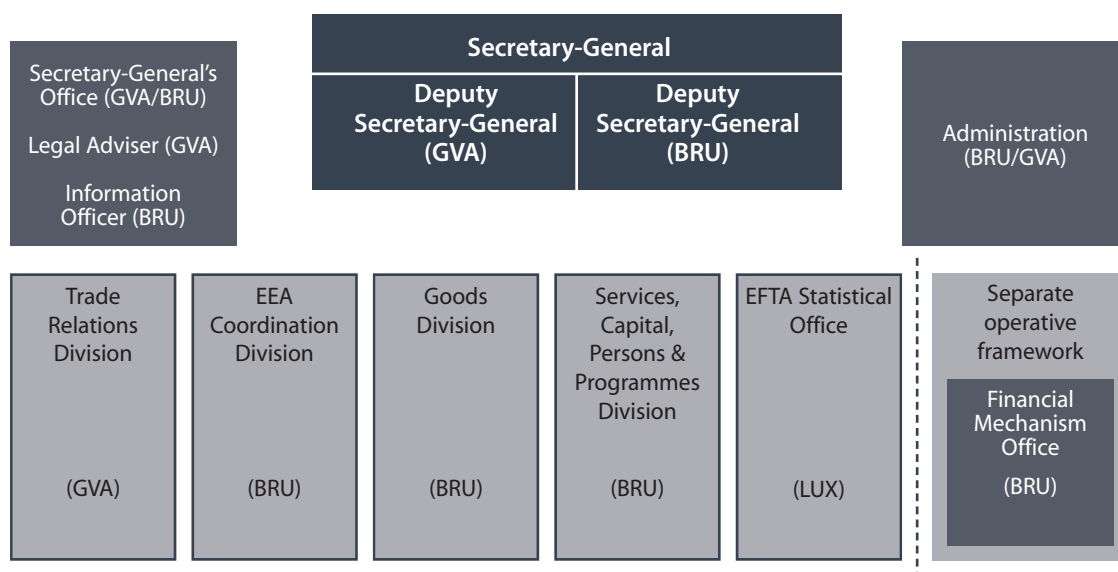 Secretary-General's
Office (GVA/BRU)
Legal Adviser (GVA)
Information
Officer (BRU)
Secretary-General
Deputy
Secretary-General
(GVA)
Deputy
Secretary-General
(BRU)
Administration
(BRU/GVA)
Trade
Relations
Division
(GVA)
EEA
Coordination
Division
(BRU)
Goods
Division
(BRU)
Services,
Capital,
Persons &
Programmes
Division
(BRU)
EFTA Statistical
Office
(LUX)
Separate
operative
framework
Financial
Mechanism
Office
(BRU)